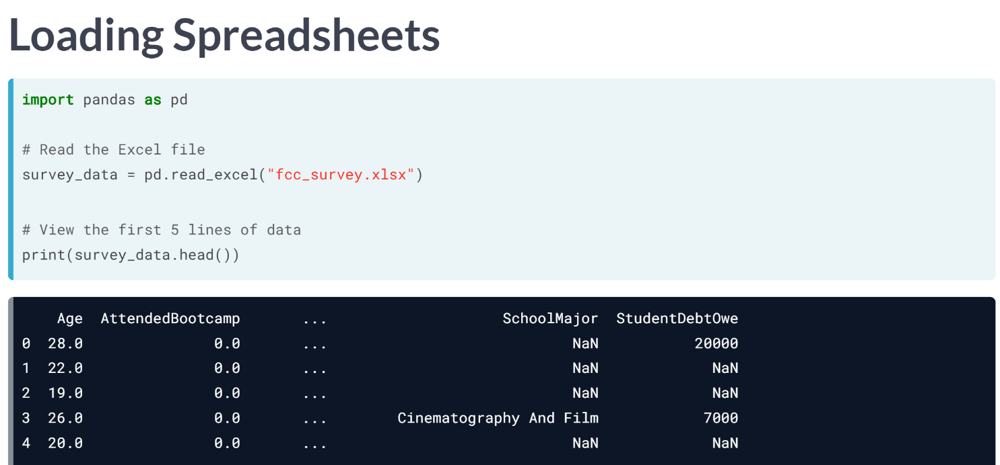 Loading Spreadsheets
import pandas as pd
# Read the Excel file
survey_data = pd.read_excel("fcc_survey.xlsx")
# View the first 5 lines of data
print(survey_data.head())
Age AttendedBootcamp ... SchoolMajor StudentDebtOwe
0 28.0 0.0 ... NaN 20000
1 22.0 0.0 ... NaN NaN
2 19.0 0.0 ... NaN NaN
3 26.0 0.0 ... Cinematography And Film 7000
4 20.0 0.0 ... NaN NaN